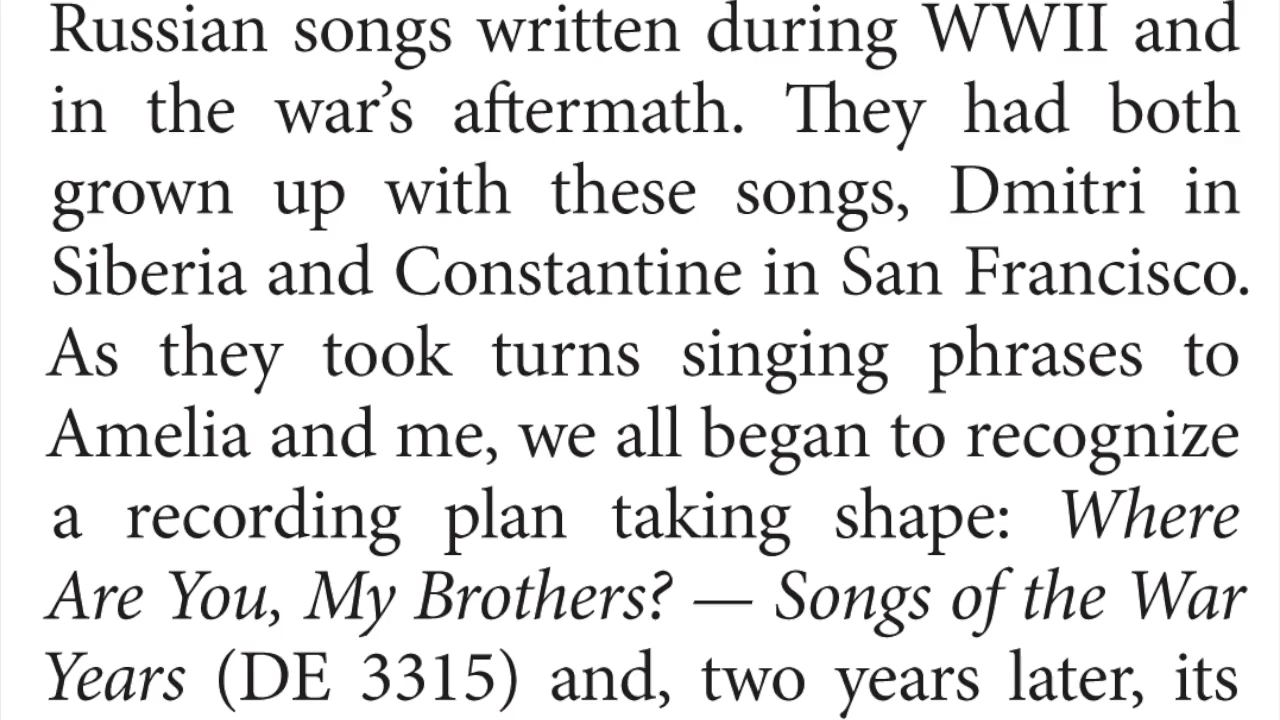 Russian songs written during WWII and
in the war’s aftermath. They had both
grown up with these songs, Dmitri in
Siberia and Constantine in San Francisco.
As they took turns singing phrases to
Amelia and me, we all began to recognize
a recording plan taking shape: Where
Are You, My Brothers? — Songs of the War
Years (DE 3315) and, two years later, its